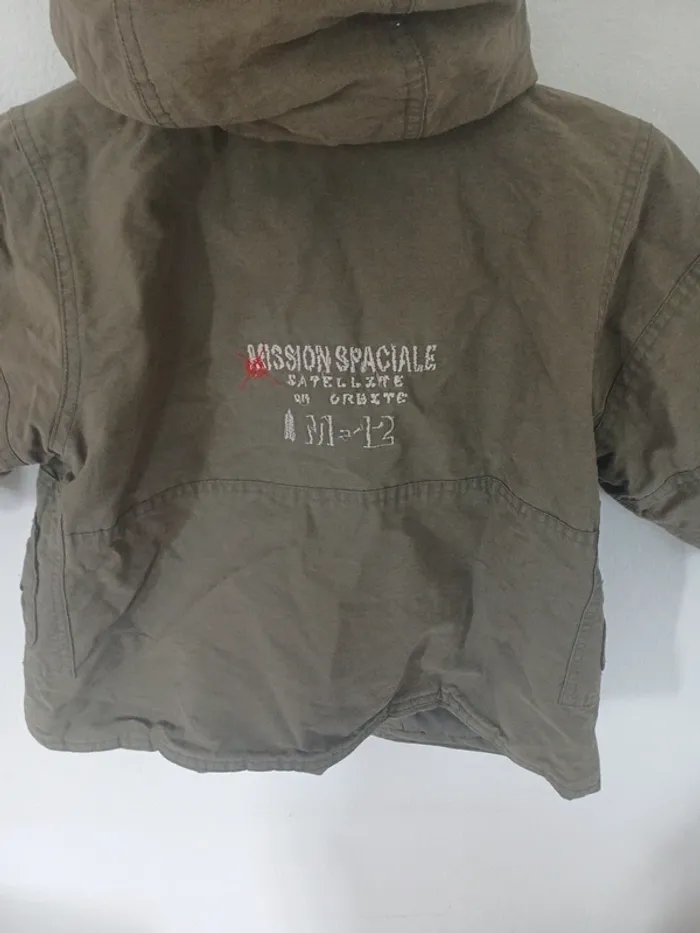 MISSION SPACIALE
SATELLITE
EN ORBITE
M-12